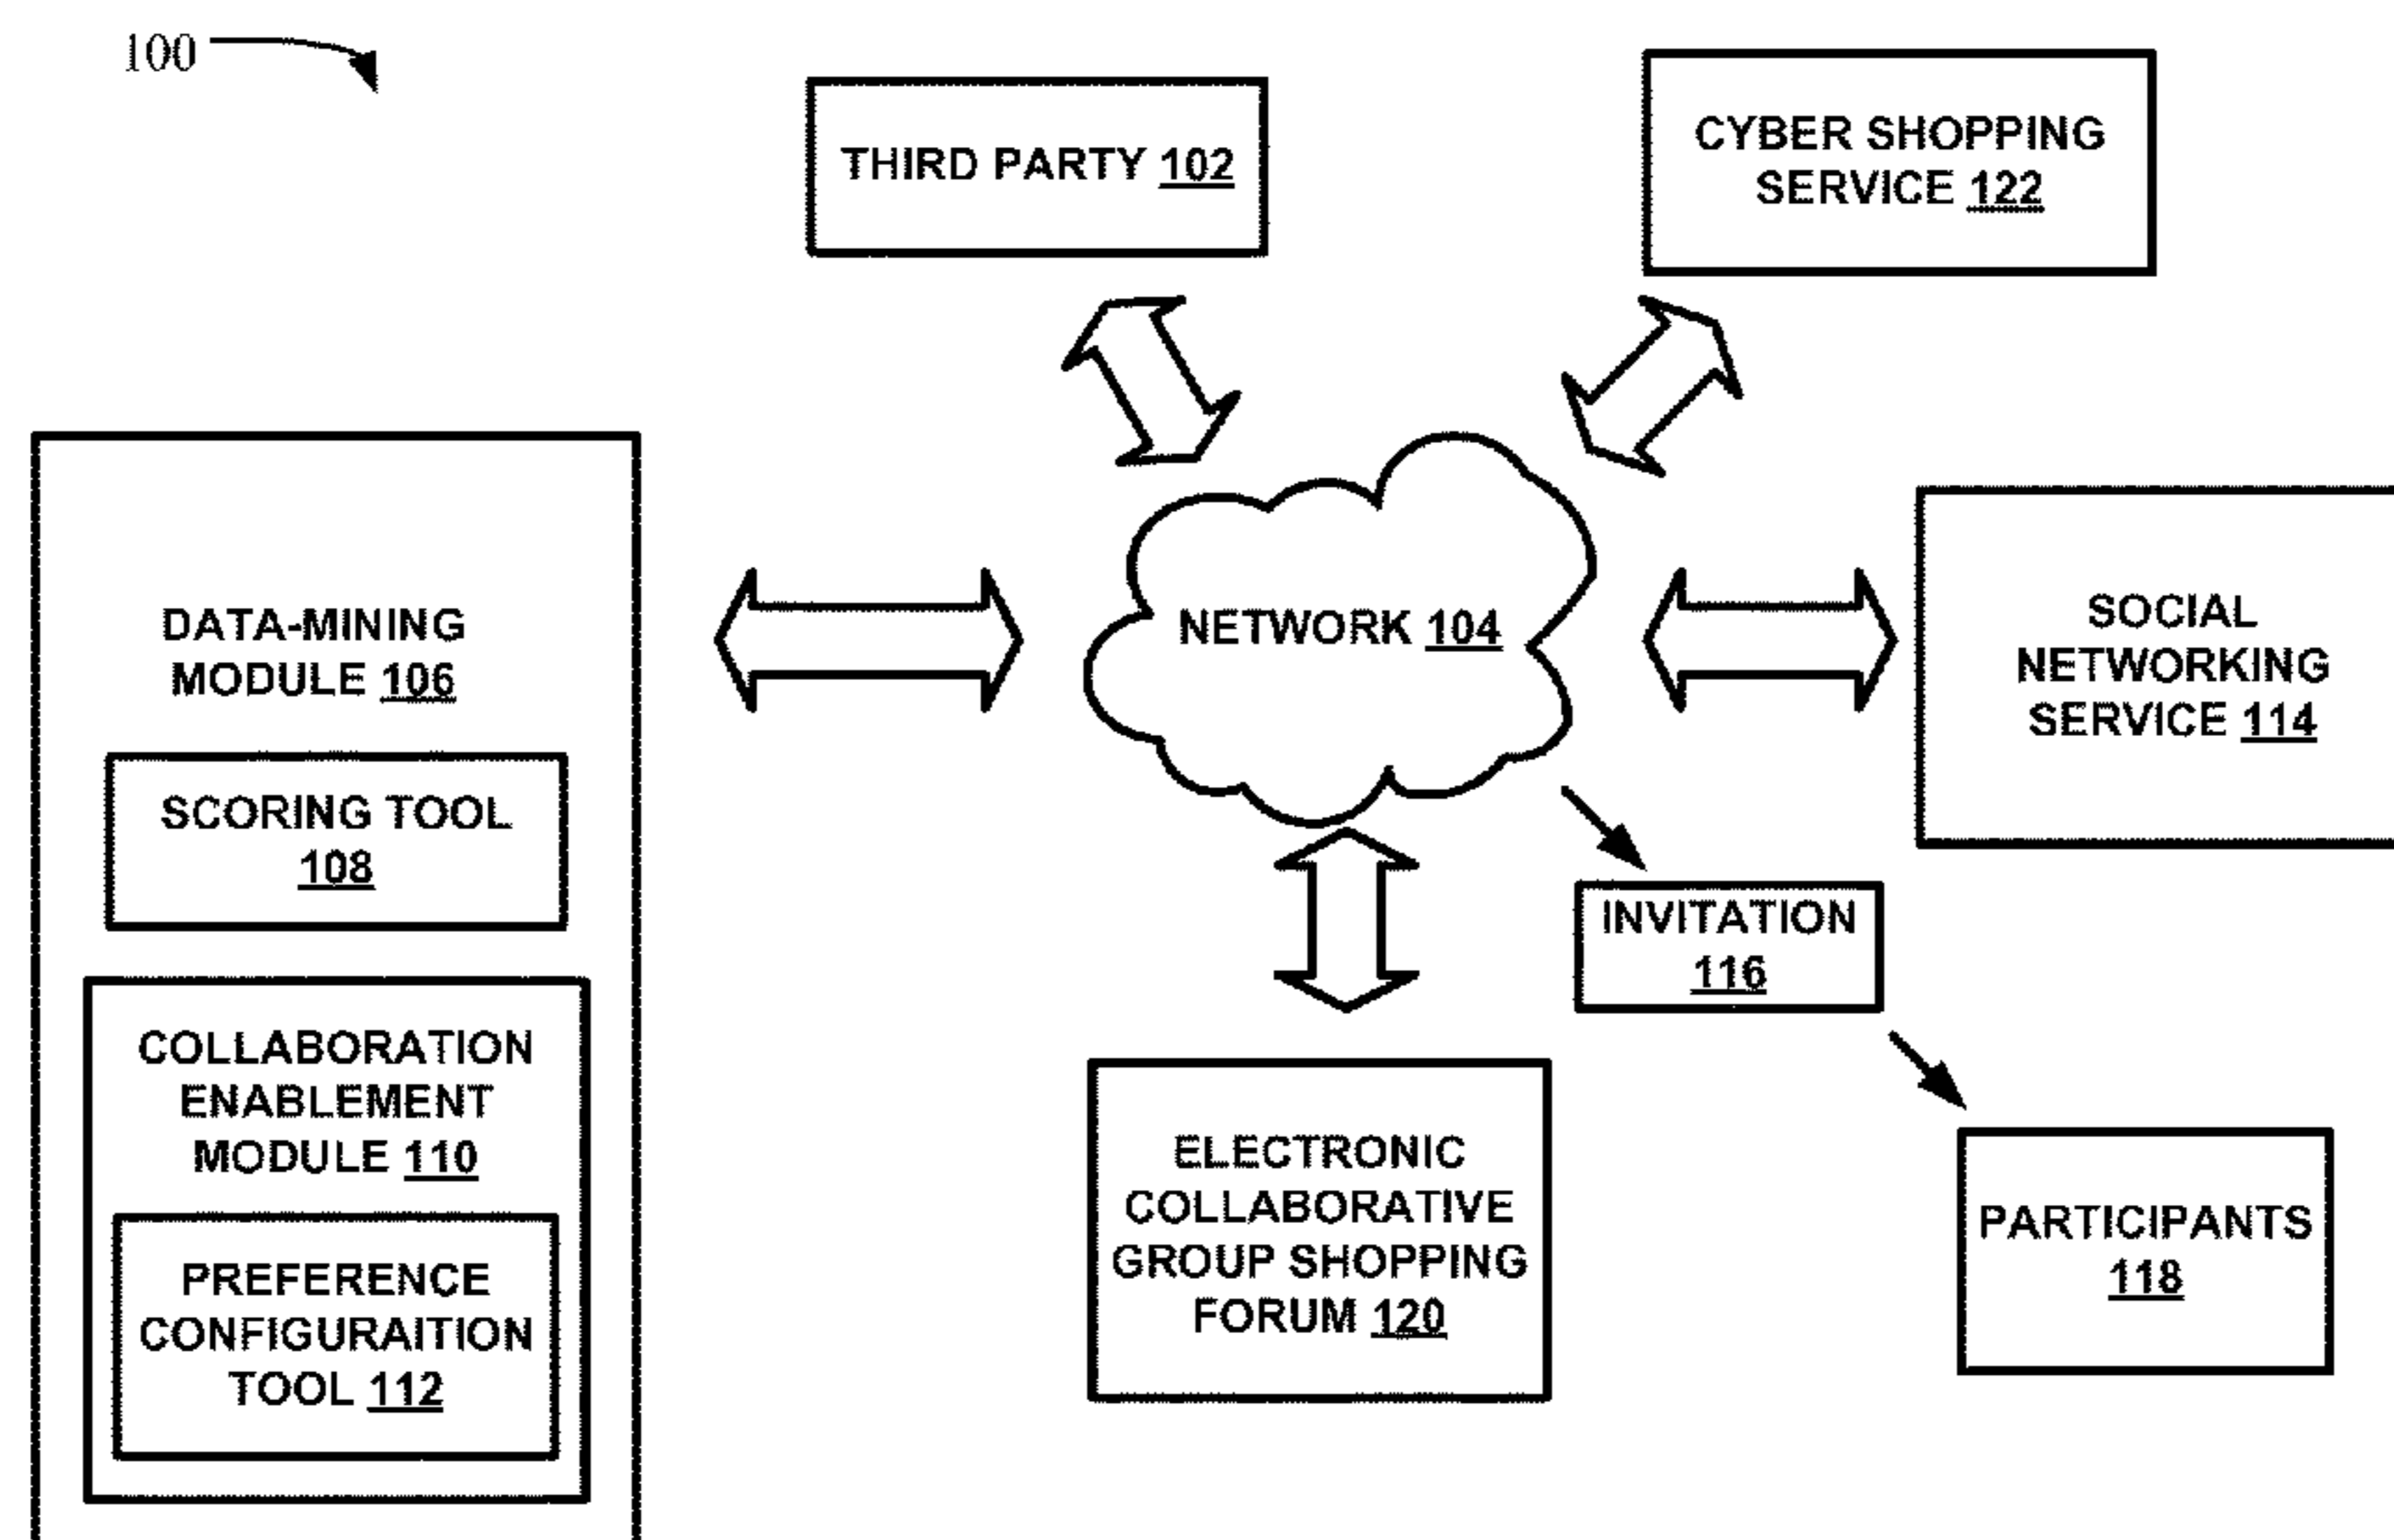 100
THIRD PARTY 102
CYBER SHOPPING
SERVICE 122
DATA-MINING
MODULE 106
SCORING TOOL
108
COLLABORATION
ENABLEMENT
MODULE 110
PREFERENCE
CONFIGURAITION
TOOL 112
NETWORK 104
SOCIAL
NETWORKING
SERVICE 114
INVITATION
116
ELECTRONIC
COLLABORATIVE
GROUP SHOPPING
FORUM 120
PARTICIPANTS
118